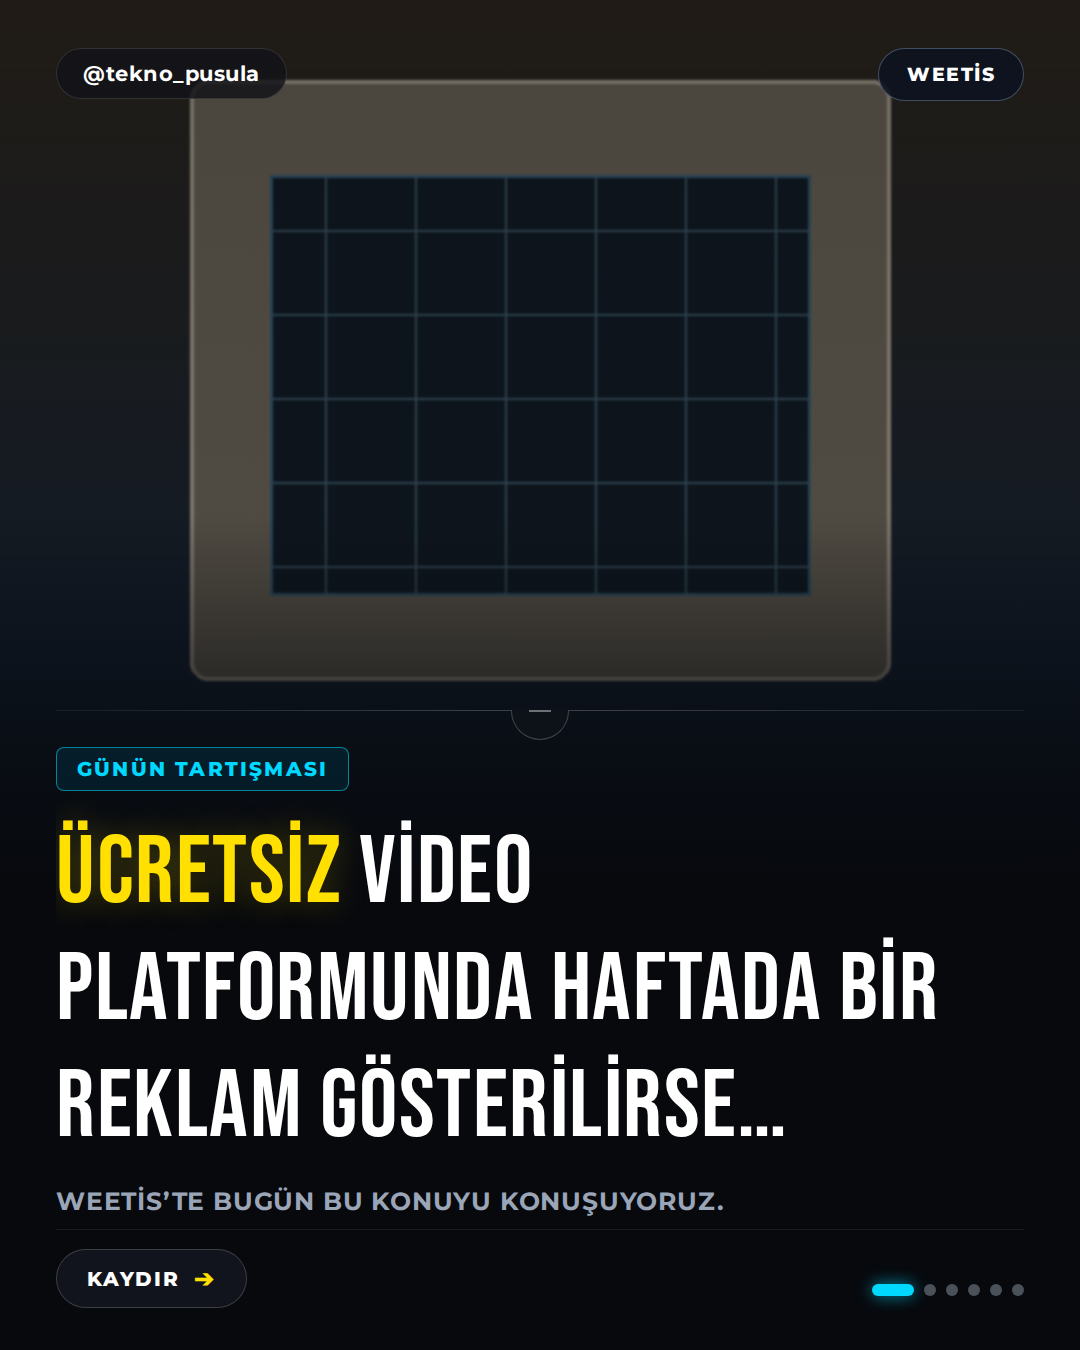 @tekno_pusula
WEETİS
GÜNÜN TARTIŞMASI
ÜCRETSİZ VİDEO
PLATFORMUNDA HAFTADA BİR
REKLAM GÖSTERİLİRSE...
WEETİS’TE BUGÜN BU KONUYU KONUŞUYORUZ.
KAYDIR ➔